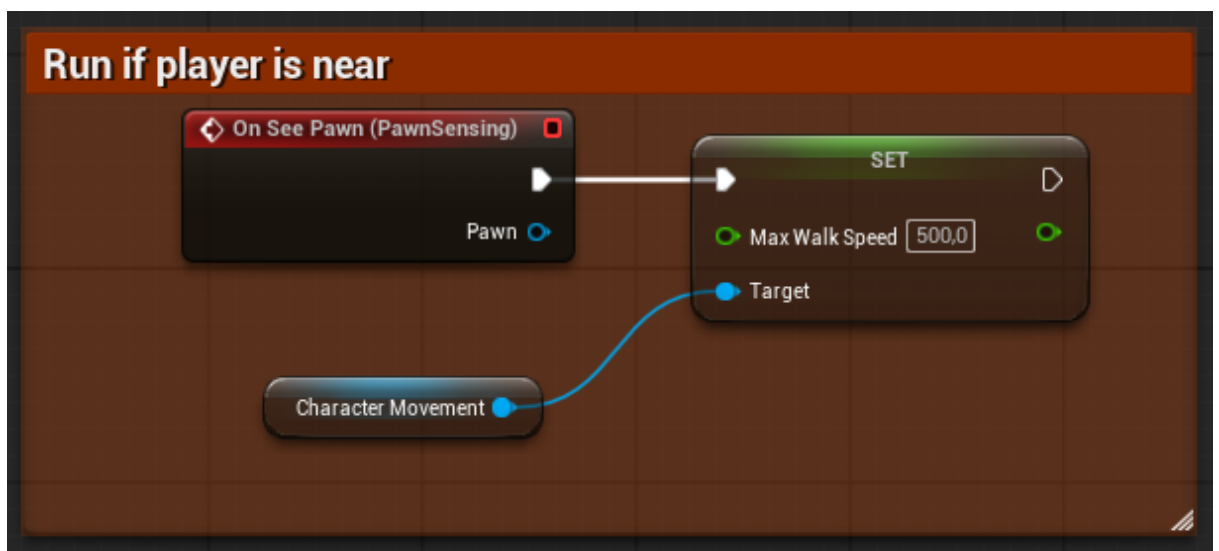 Run if player is near
On See Pawn (PawnSensing)
Pawn
SET
Max Walk Speed 500,0
Target
Character Movement